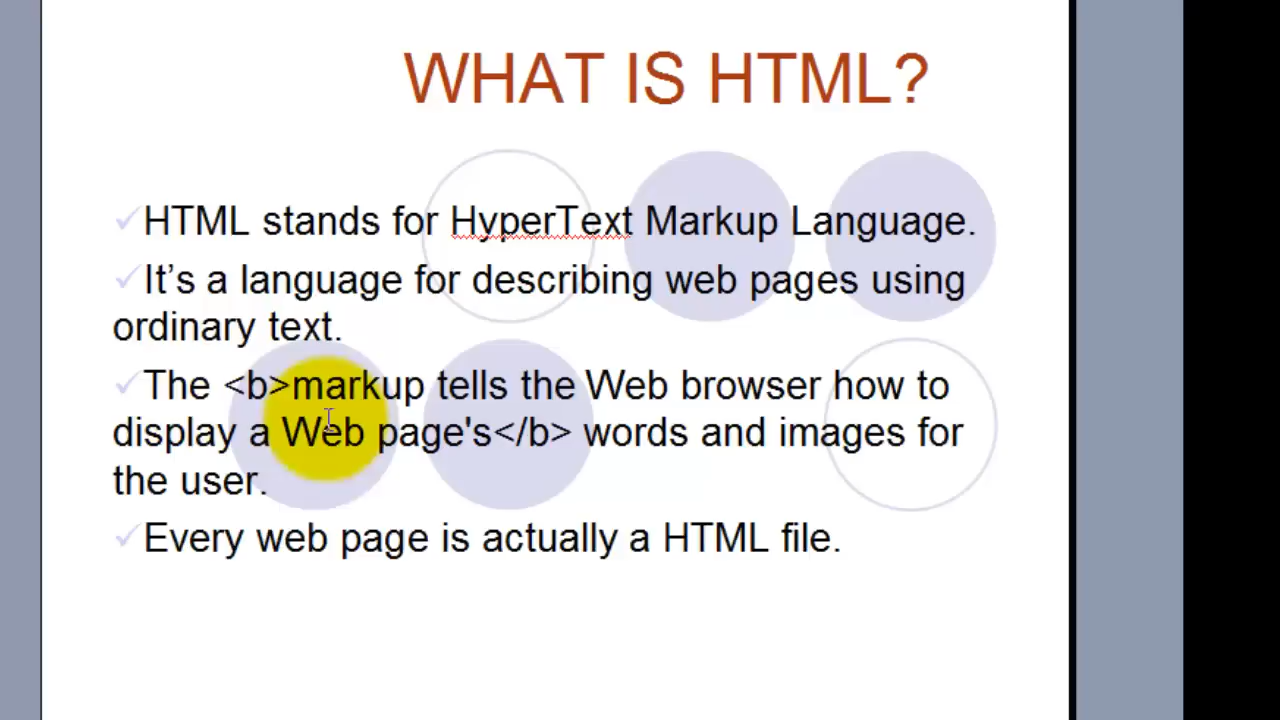 WHAT IS HTML?
HTML stands for HyperText Markup Language.
It’s a language for describing web pages using
ordinary text.
The <b>markup tells the Web browser how to
display a Web page's</b> words and images for
the user.
Every web page is actually a HTML file.